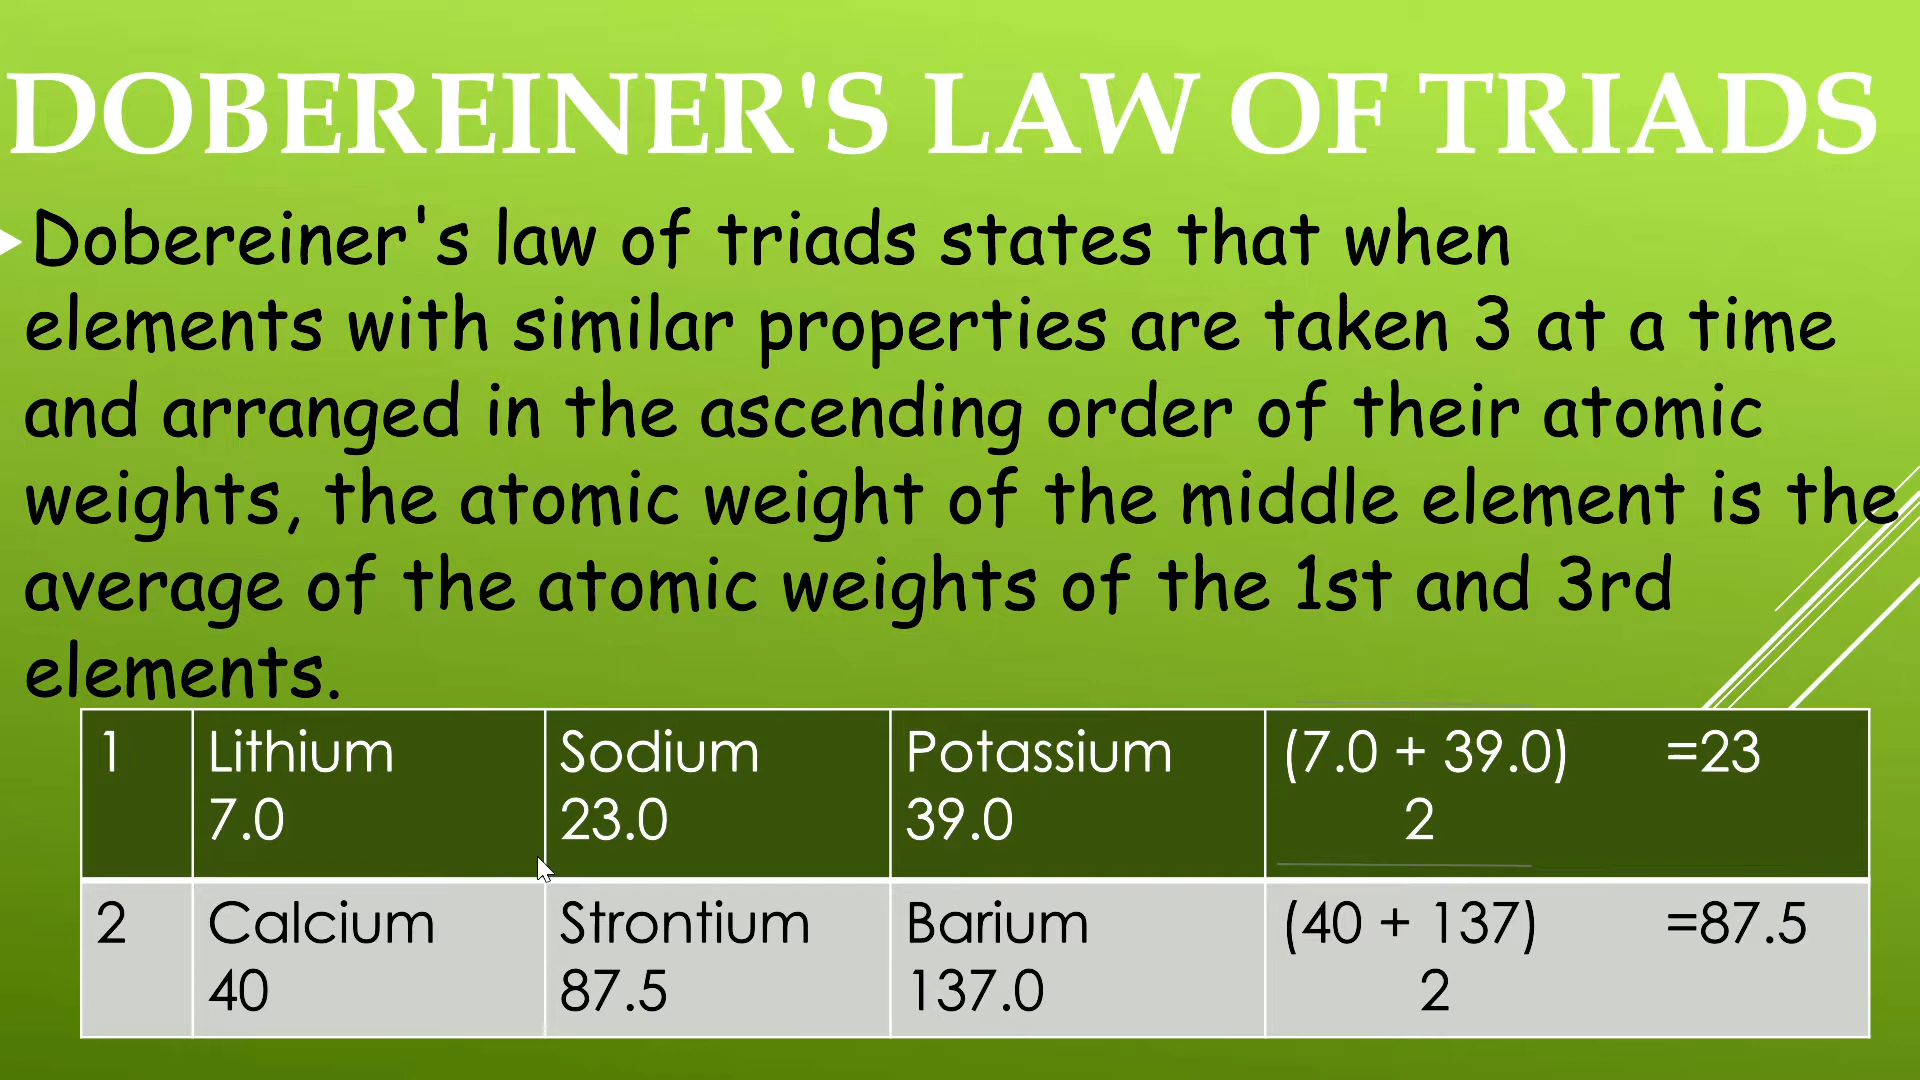 DOBEREINER'S LAW OF TRIADS
Dobereiner's law of triads states that when
elements with similar properties are taken 3 at a time
and arranged in the ascending order of their atomic
weights, the atomic weight of the middle element is the
average of the atomic weights of the 1st and 3rd
elements.
1 Lithium Sodium Potassium (7.0 + 39.0) =23
7.0 23.0 39.0 2
2 Calcium Strontium Barium (40 + 137) =87.5
40 87.5 137.0 2